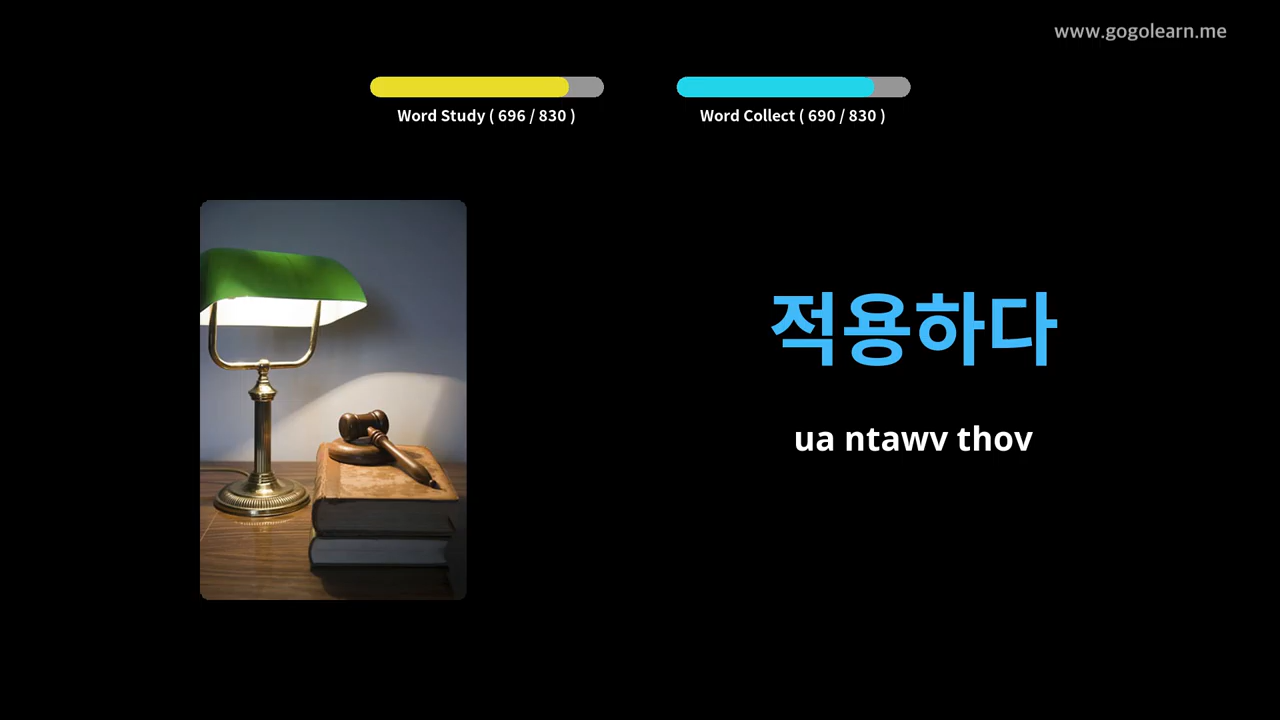 www.gogolearn.me
Word Study ( 696 / 830 )
Word Collect ( 690 / 830 )
적용하다
ua ntawv thov